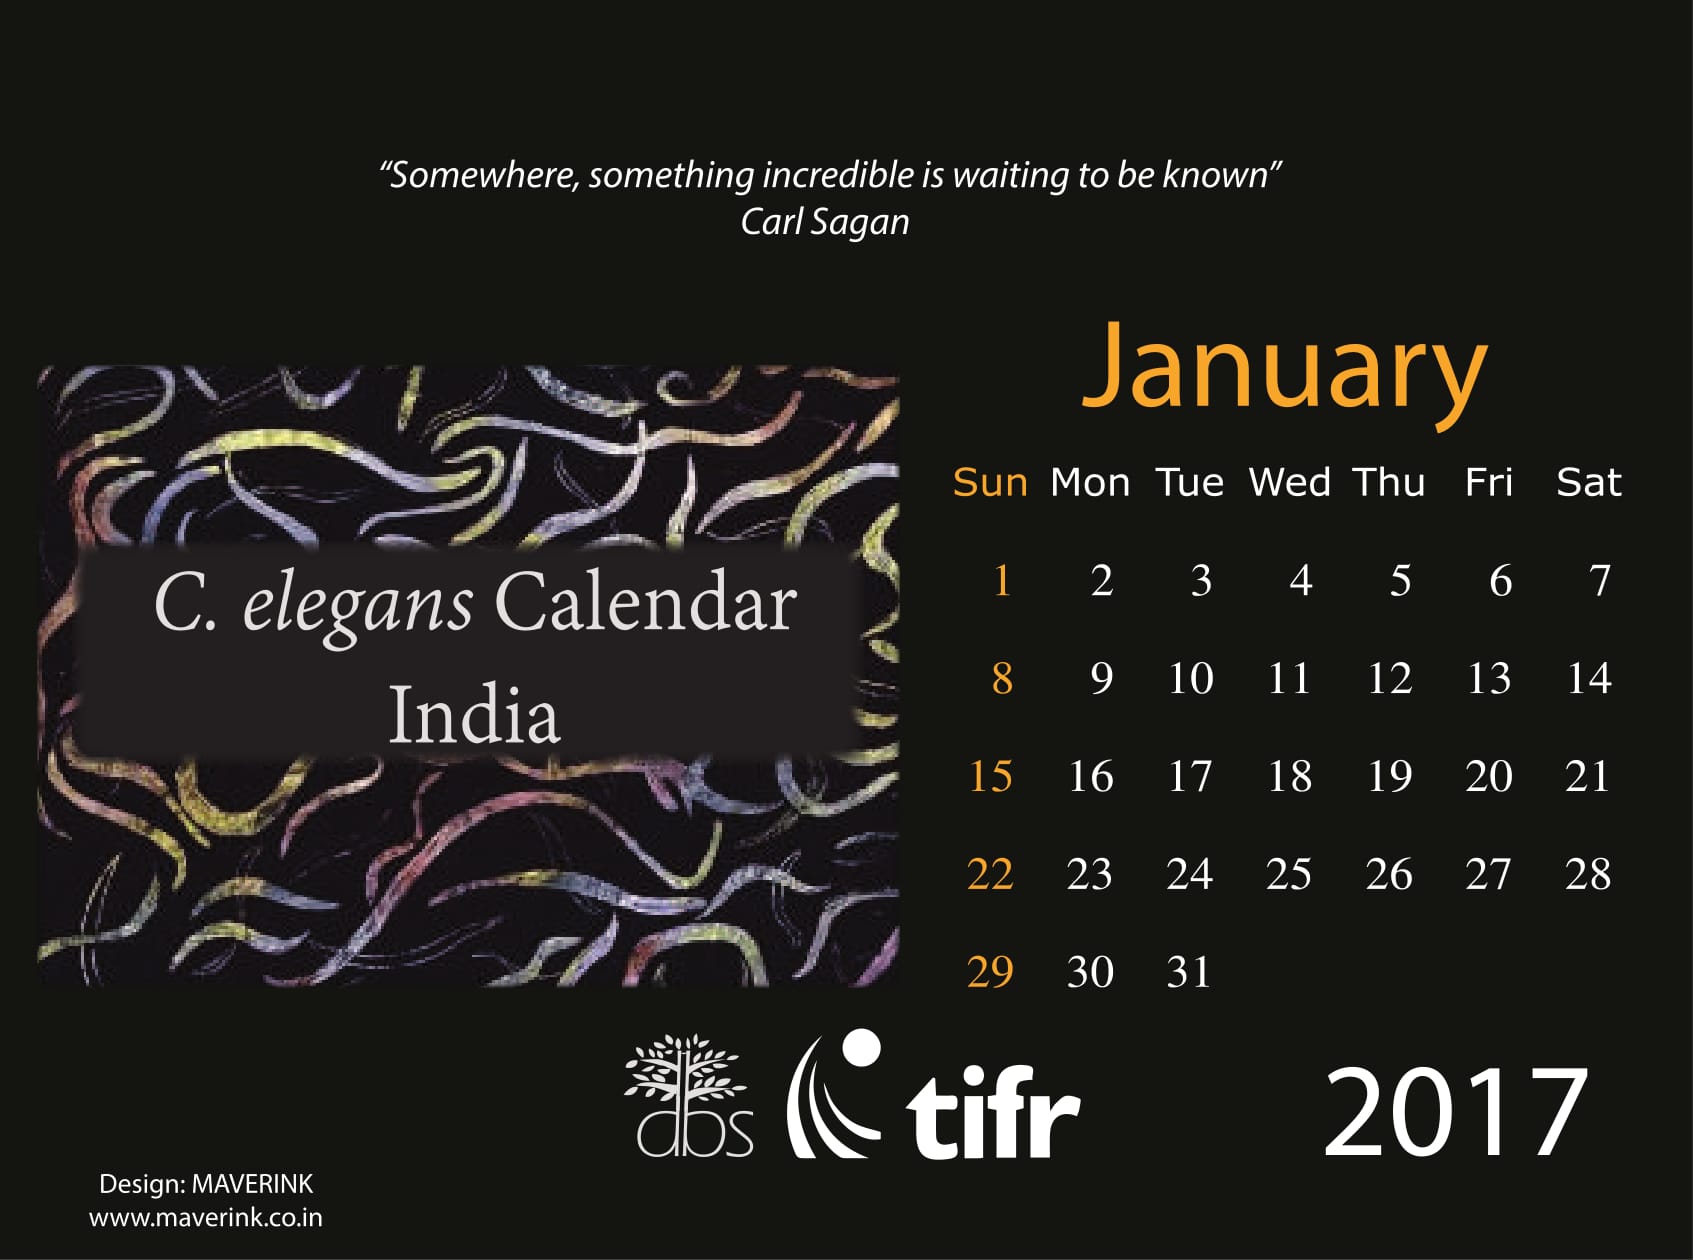 “Somewhere, something incredible is waiting to be known”
Carl Sagan
C. elegans Calendar
India
January
Sun Mon Tue Wed Thu Fri Sat
1 2 3 4 5 6 7
8 9 10 11 12 13 14
15 16 17 18 19 20 21
22 23 24 25 26 27 28
29 30 31
dbs
tifr
2017
Design: MAVERINK
www.maverink.co.in